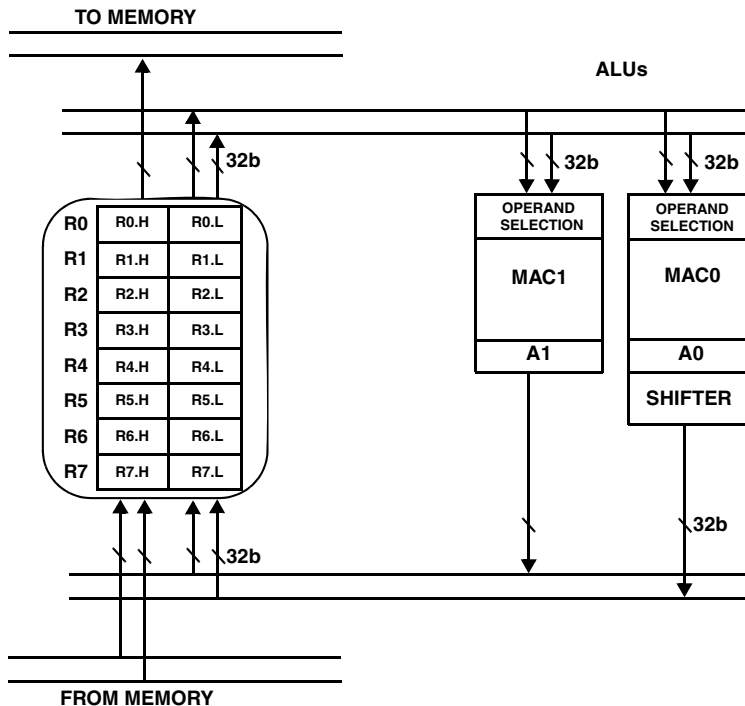 TO MEMORY
ALUs
32b
32b
32b
R0 R0.H R0.L
R1 R1.H R1.L
R2 R2.H R2.L
R3 R3.H R3.L
R4 R4.H R4.L
R5 R5.H R5.L
R6 R6.H R6.L
R7 R7.H R7.L
OPERAND
SELECTION
MAC1
A1
OPERAND
SELECTION
MAC0
A0
SHIFTER
32b
32b
FROM MEMORY